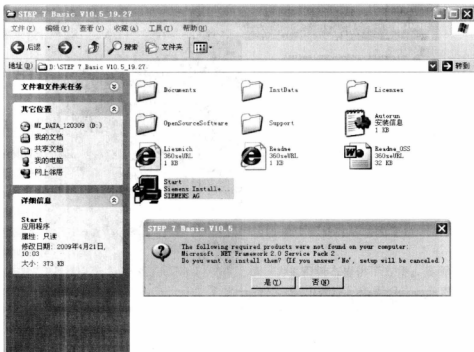 STEP 7 Basic V10.5_19.27
文件(F) 编辑(E) 查看(V) 收藏(A) 工具(T) 帮助(H)
后退 搜索 文件夹
地址(D) D:\STEP 7 Basic V10.5_19.27 转到
文件和文件夹任务
其它位置
MY_DATA_120309 (D:)
我的文档
共享文档
我的电脑
网上邻居
详细信息
Start
应用程序
属性: 只读
修改日期: 2009年4月21日, 10:03
大小: 373 KB
Documents
InstData
Licenses
OpenSourceSoftware
Support
Autorun
安装信息
1 KB
Liesmich
360seURL
1 KB
Readme
360seURL
1 KB
Readme_OSS
360seURL
32 KB
Start
Siemens Installe...
SIEMENS AG
STEP 7 Basic V10.5
The following required products were not found on your computer:
Microsoft .NET Framework 2.0 Service Pack 2
Do you want to install them? (If you answer 'No', setup will be canceled.)
是(Y) 否(N)